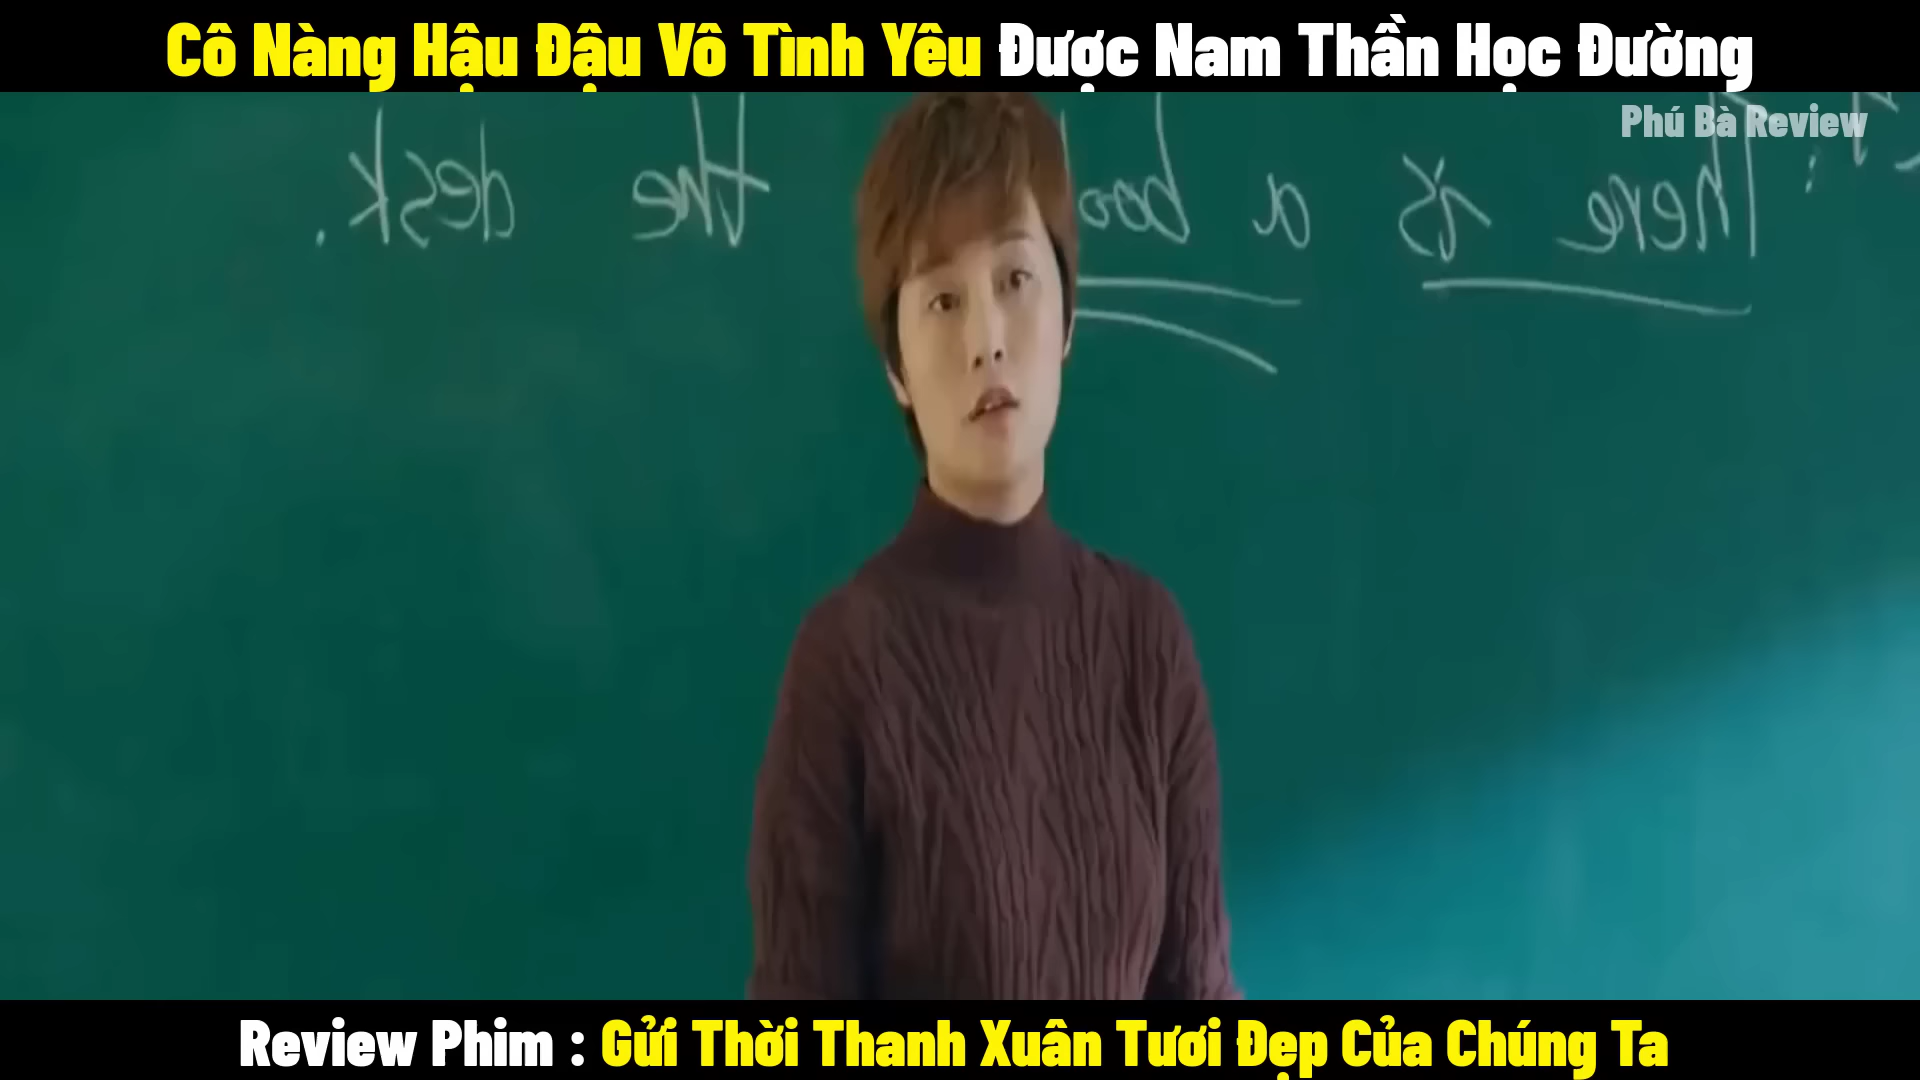 Cô Nàng Hậu Đậu Vô Tình Yêu Được Nam Thần Học Đường
Phú Bà Review
There is a boo the desk.
Review Phim : Gửi Thời Thanh Xuân Tươi Đẹp Của Chúng Ta